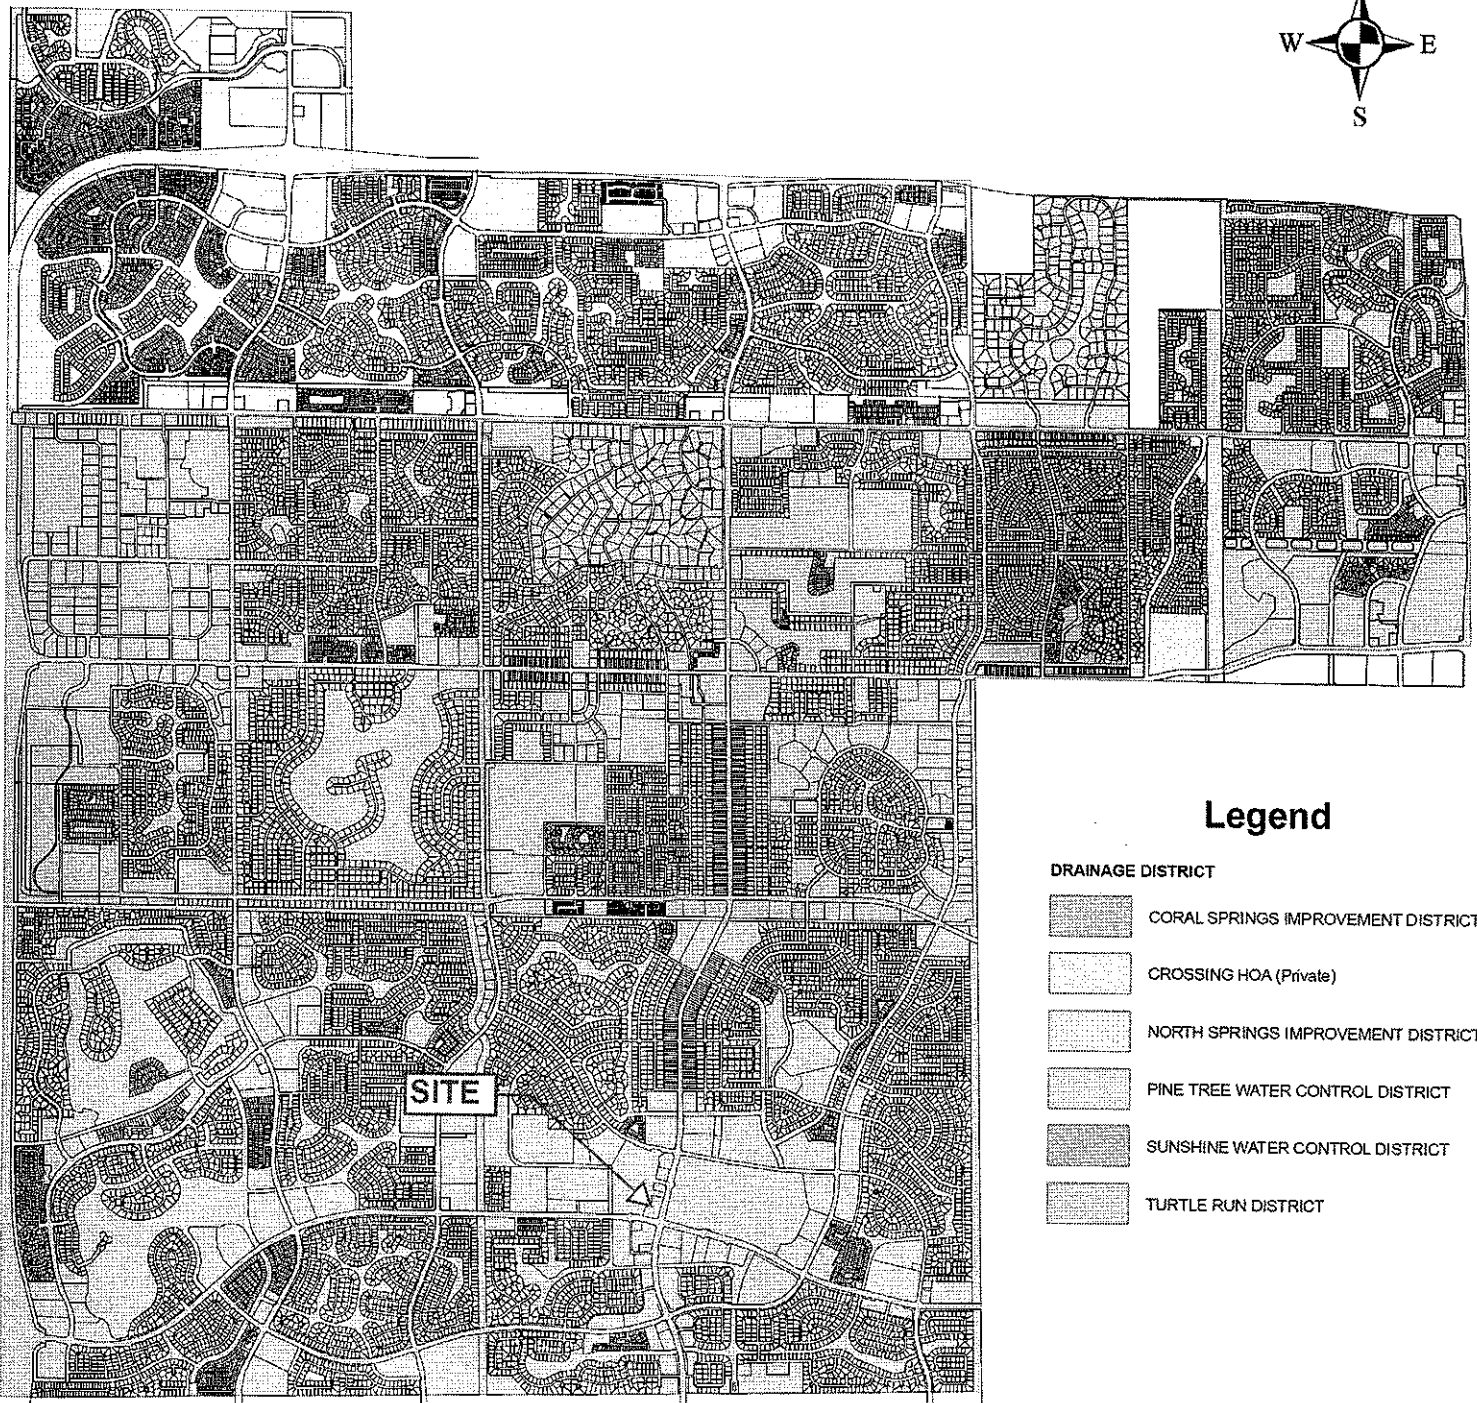 W E
S
Legend
DRAINAGE DISTRICT
CORAL SPRINGS IMPROVEMENT DISTRICT
CROSSING HOA (Private)
NORTH SPRINGS IMPROVEMENT DISTRICT
PINE TREE WATER CONTROL DISTRICT
SUNSHINE WATER CONTROL DISTRICT
TURTLE RUN DISTRICT
SITE